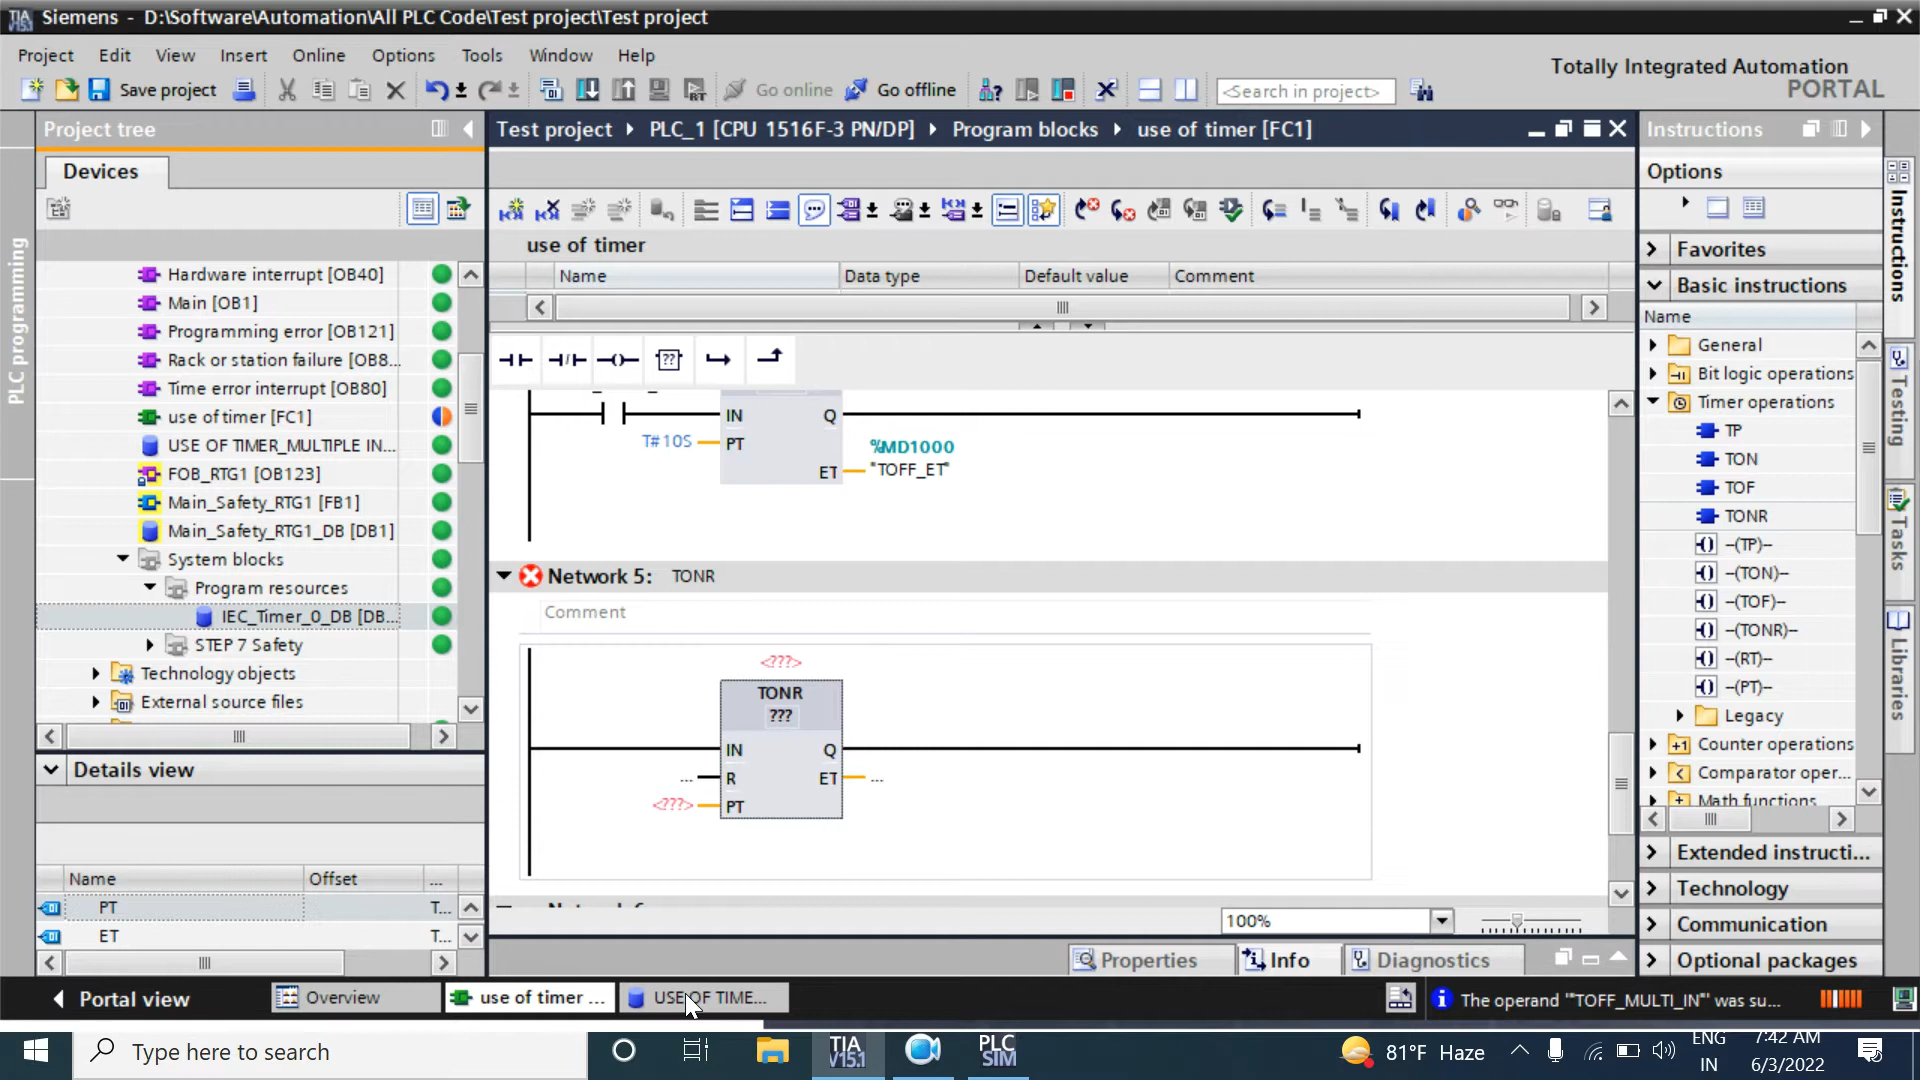 TIA V15.1 Siemens - D:\Software\Automation\All PLC Code\Test project\Test project
Project Edit View Insert Online Options Tools Window Help
Totally Integrated Automation
PORTAL
Save project Go online Go offline <Search in project>
Project tree
Test project PLC_1 [CPU 1516F-3 PN/DP] Program blocks use of timer [FC1]
Instructions
Devices
Options
PLC programming
Instructions
Testing
Tasks
Libraries
use of timer
Name Data type Default value Comment
Hardware interrupt [OB40]
Main [OB1]
Programming error [OB121]
Rack or station failure [OB8...
Time error interrupt [OB80]
use of timer [FC1]
USE OF TIMER_MULTIPLE IN...
FOB_RTG1 [OB123]
Main_Safety_RTG1 [FB1]
Main_Safety_RTG1_DB [DB1]
System blocks
Program resources
IEC_Timer_0_DB [DB...
STEP 7 Safety
Technology objects
External source files
Details view
Name Offset ...
PT T...
ET T...
??
IN Q
T#10S PT
%MD1000
ET "TOFF_ET"
Network 5: TONR
Comment
<???>
TONR
???
IN Q
... R ET ...
<???> PT
100%
Properties Info Diagnostics
Favorites
Basic instructions
Name
General
Bit logic operations
Timer operations
TP
TON
TOF
TONR
-(TP)-
-(TON)-
-(TOF)-
-(TONR)-
-(RT)-
-(PT)-
Legacy
Counter operations
Comparator oper...
Math functions
Extended instructi...
Technology
Communication
Optional packages
Portal view Overview use of timer ... USE OF TIME... The operand '"TOFF_MULTI_IN"' was su...
Type here to search
TIA V15.1
PLC SIM
81°F Haze
ENG
IN
7:42 AM
6/3/2022